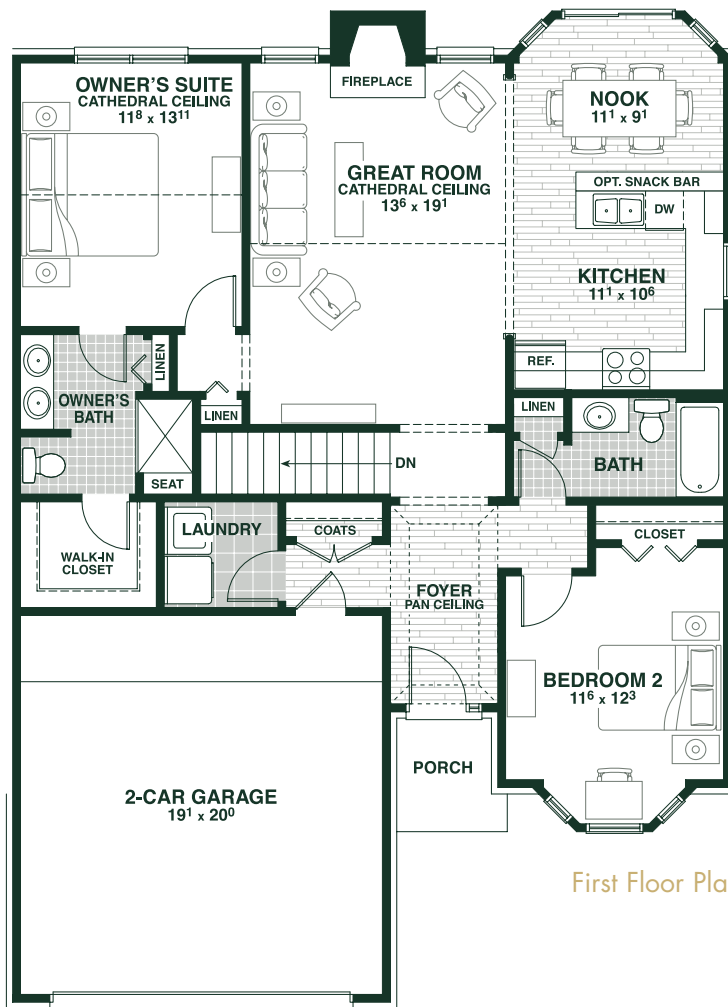 OWNER'S SUITE
CATHEDRAL CEILING
11⁸ x 13¹¹
FIREPLACE
GREAT ROOM
CATHEDRAL CEILING
13⁶ x 19¹
NOOK
11¹ x 9¹
OPT. SNACK BAR
DW
KITCHEN
11¹ x 10⁶
REF.
LINEN
OWNER'S
BATH
LINEN
SEAT
DN
LINEN
BATH
WALK-IN
CLOSET
LAUNDRY
COATS
FOYER
PAN CEILING
CLOSET
BEDROOM 2
11⁶ x 12³
PORCH
2-CAR GARAGE
19¹ x 20⁰
First Floor Pla